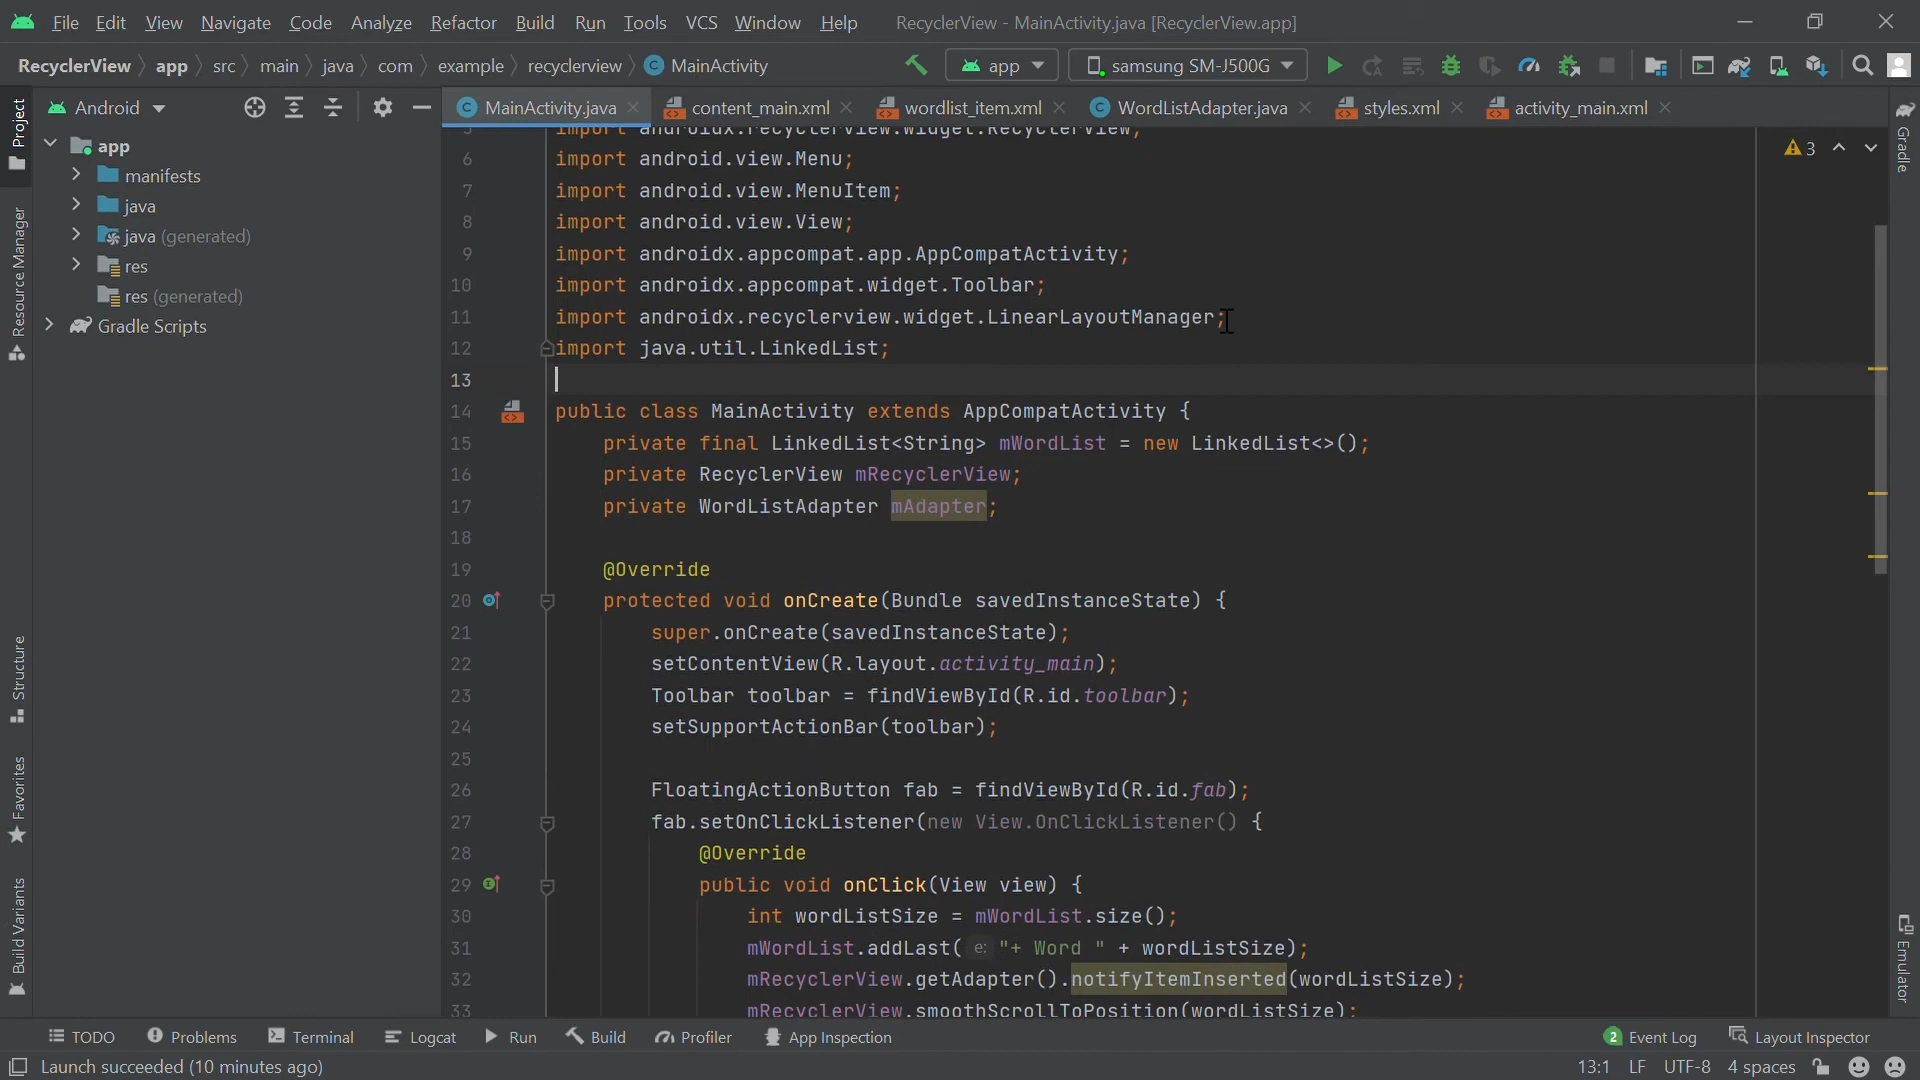 File Edit View Navigate Code Analyze Refactor Build Run Tools VCS Window Help RecyclerView - MainActivity.java [RecyclerView.app]
RecyclerView app src main java com example recyclerview MainActivity app samsung SM-J500G
Android
MainActivity.java content_main.xml wordlist_item.xml WordListAdapter.java styles.xml activity_main.xml
Project
Resource Manager
Structure
Favorites
Build Variants
app
manifests
java
java (generated)
res
res (generated)
Gradle Scripts
5 import androidx.recyclerview.widget.RecyclerView;
6 import android.view.Menu;
7 import android.view.MenuItem;
8 import android.view.View;
9 import androidx.appcompat.app.AppCompatActivity;
10 import androidx.appcompat.widget.Toolbar;
11 import androidx.recyclerview.widget.LinearLayoutManager;
12 import java.util.LinkedList;
13
14 public class MainActivity extends AppCompatActivity {
15 private final LinkedList<String> mWordList = new LinkedList<>();
16 private RecyclerView mRecyclerView;
17 private WordListAdapter mAdapter;
18
19 @Override
20 protected void onCreate(Bundle savedInstanceState) {
21 super.onCreate(savedInstanceState);
22 setContentView(R.layout.activity_main);
23 Toolbar toolbar = findViewById(R.id.toolbar);
24 setSupportActionBar(toolbar);
25
26 FloatingActionButton fab = findViewById(R.id.fab);
27 fab.setOnClickListener(new View.OnClickListener() {
28 @Override
29 public void onClick(View view) {
30 int wordListSize = mWordList.size();
31 mWordList.addLast( e: "+ Word " + wordListSize);
32 mRecyclerView.getAdapter().notifyItemInserted(wordListSize);
33 mRecyclerView.smoothScrollToPosition(wordListSize);
3
Gradle
Emulator
TODO Problems Terminal Logcat Run Build Profiler App Inspection 2 Event Log Layout Inspector
Launch succeeded (10 minutes ago) 13:1 LF UTF-8 4 spaces